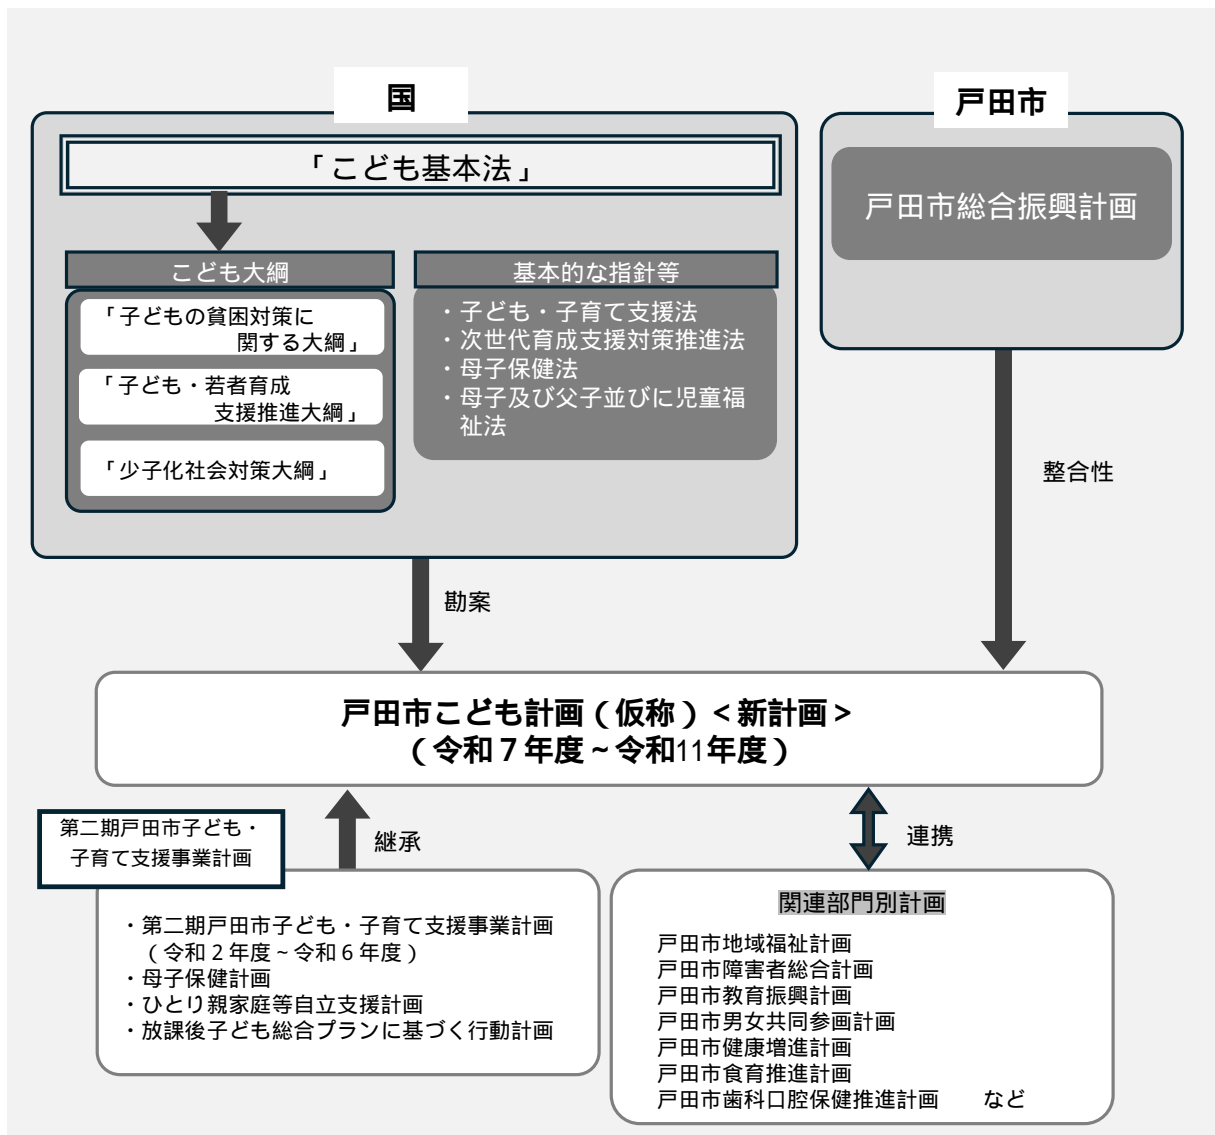 国
「こども基本法」
こども大綱
「子どもの貧困対策に
関する大綱」
「子ども・若者育成
支援推進大綱」
「少子化社会対策大綱」
基本的な指針等
・子ども・子育て支援法
・次世代育成支援対策推進法
・母子保健法
・母子及び父子並びに児童福
祉法
戸田市
戸田市総合振興計画
整合性
勘案
戸田市こども計画（仮称）＜新計画＞
（令和７年度～令和11年度）
継承
連携
第二期戸田市子ども・
子育て支援事業計画
・第二期戸田市子ども・子育て支援事業計画
（令和２年度～令和６年度）
・母子保健計画
・ひとり親家庭等自立支援計画
・放課後子ども総合プランに基づく行動計画
関連部門別計画
戸田市地域福祉計画
戸田市障害者総合計画
戸田市教育振興計画
戸田市男女共同参画計画
戸田市健康増進計画
戸田市食育推進計画
戸田市歯科口腔保健推進計画　　など